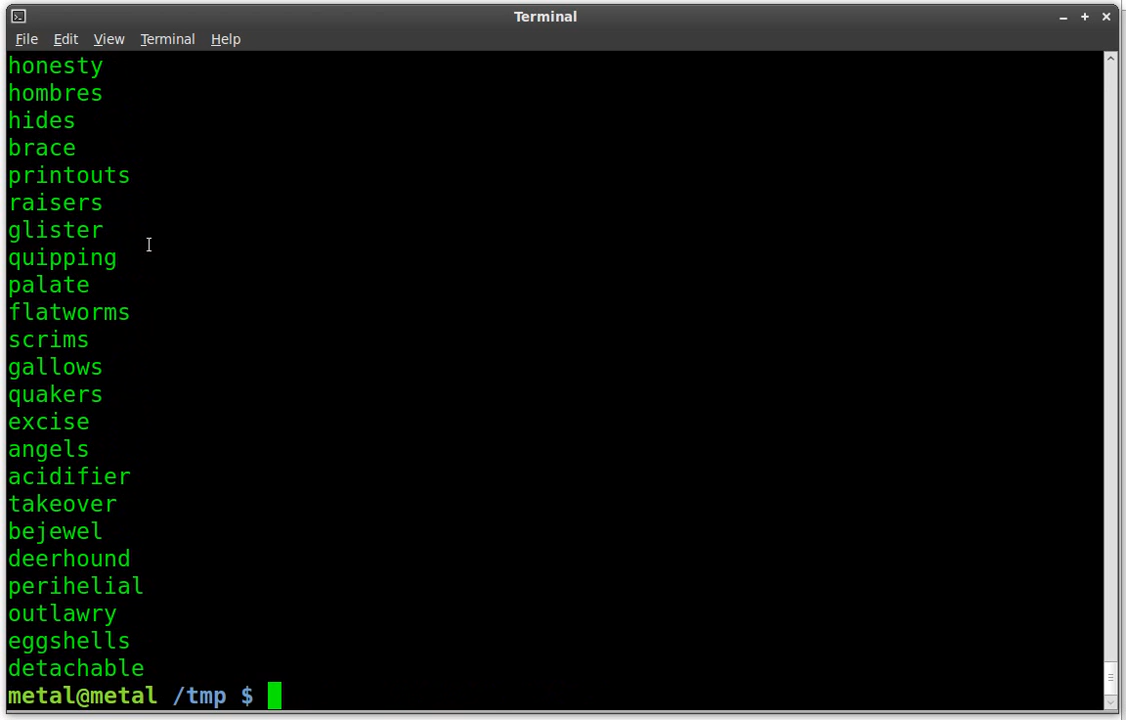 Terminal
File Edit View Terminal Help
honesty
hombres
hides
brace
printouts
raisers
glister
quipping
palate
flatworms
scrims
gallows
quakers
excise
angels
acidifier
takeover
bejewel
deerhound
perihelial
outlawry
eggshells
detachable
metal@metal /tmp $